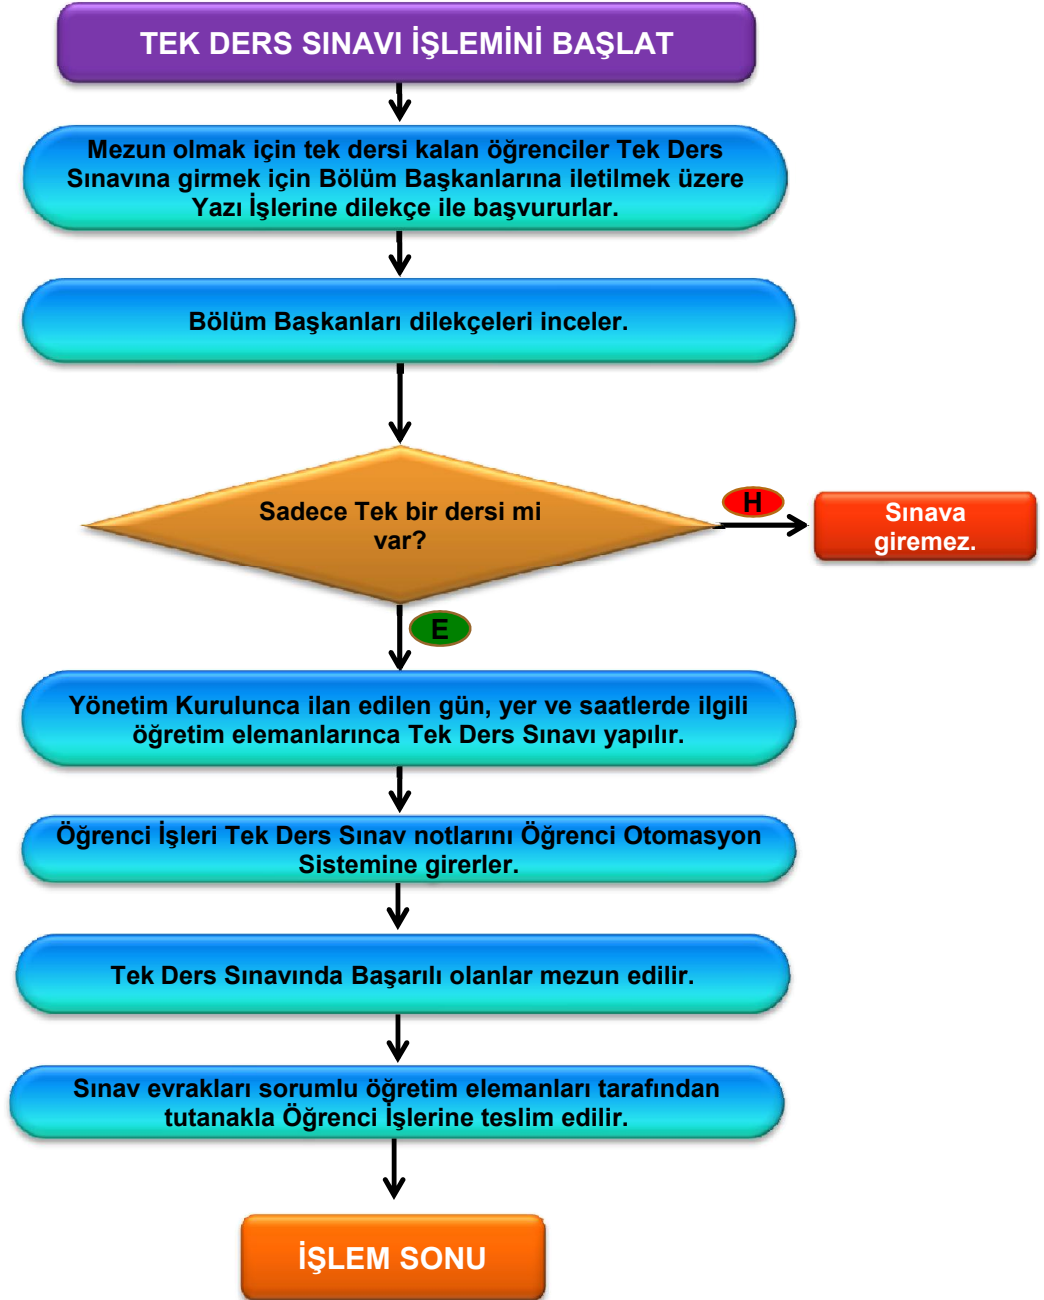 TEK DERS SINAVI İŞLEMİNİ BAŞLAT
Mezun olmak için tek dersi kalan öğrenciler Tek Ders
Sınavına girmek için Bölüm Başkanlarına iletilmek üzere
Yazı İşlerine dilekçe ile başvururlar.
Bölüm Başkanları dilekçeleri inceler.
Sadece Tek bir dersi mi
var?
H
Sınava
giremez.
E
Yönetim Kurulunca ilan edilen gün, yer ve saatlerde ilgili
öğretim elemanlarınca Tek Ders Sınavı yapılır.
Öğrenci İşleri Tek Ders Sınav notlarını Öğrenci Otomasyon
Sistemine girerler.
Tek Ders Sınavında Başarılı olanlar mezun edilir.
Sınav evrakları sorumlu öğretim elemanları tarafından
tutanakla Öğrenci İşlerine teslim edilir.
İŞLEM SONU